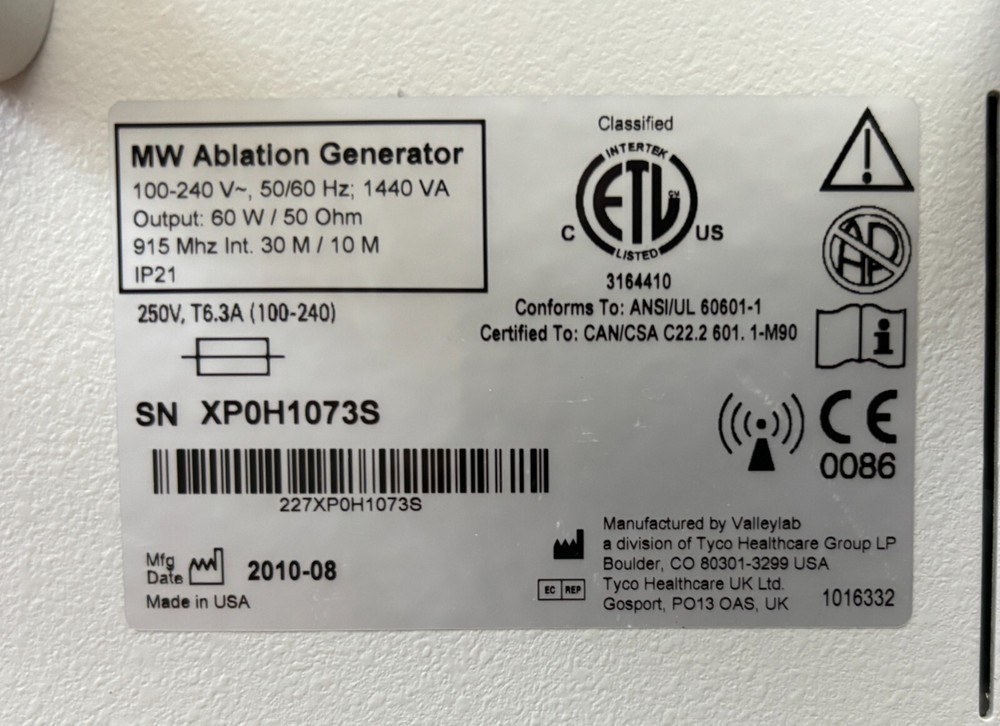 MW Ablation Generator
100-240 V~, 50/60 Hz; 1440 VA
Output: 60 W / 50 Ohm
915 Mhz Int. 30 M / 10 M
IP21
250V, T6.3A (100-240)
SN XP0H1073S
227XP0H1073S
Mfg
Date
2010-08
Made in USA
Classified
INTERTEK
ETL
CM
C
US
LISTED
3164410
Conforms To: ANSI/UL 60601-1
Certified To: CAN/CSA C22.2 601. 1-M90
AP
i
CE
0086
Manufactured by Valleylab
a division of Tyco Healthcare Group LP
Boulder, CO 80301-3299 USA
EC REP
Tyco Healthcare UK Ltd.
Gosport, PO13 OAS, UK
1016332